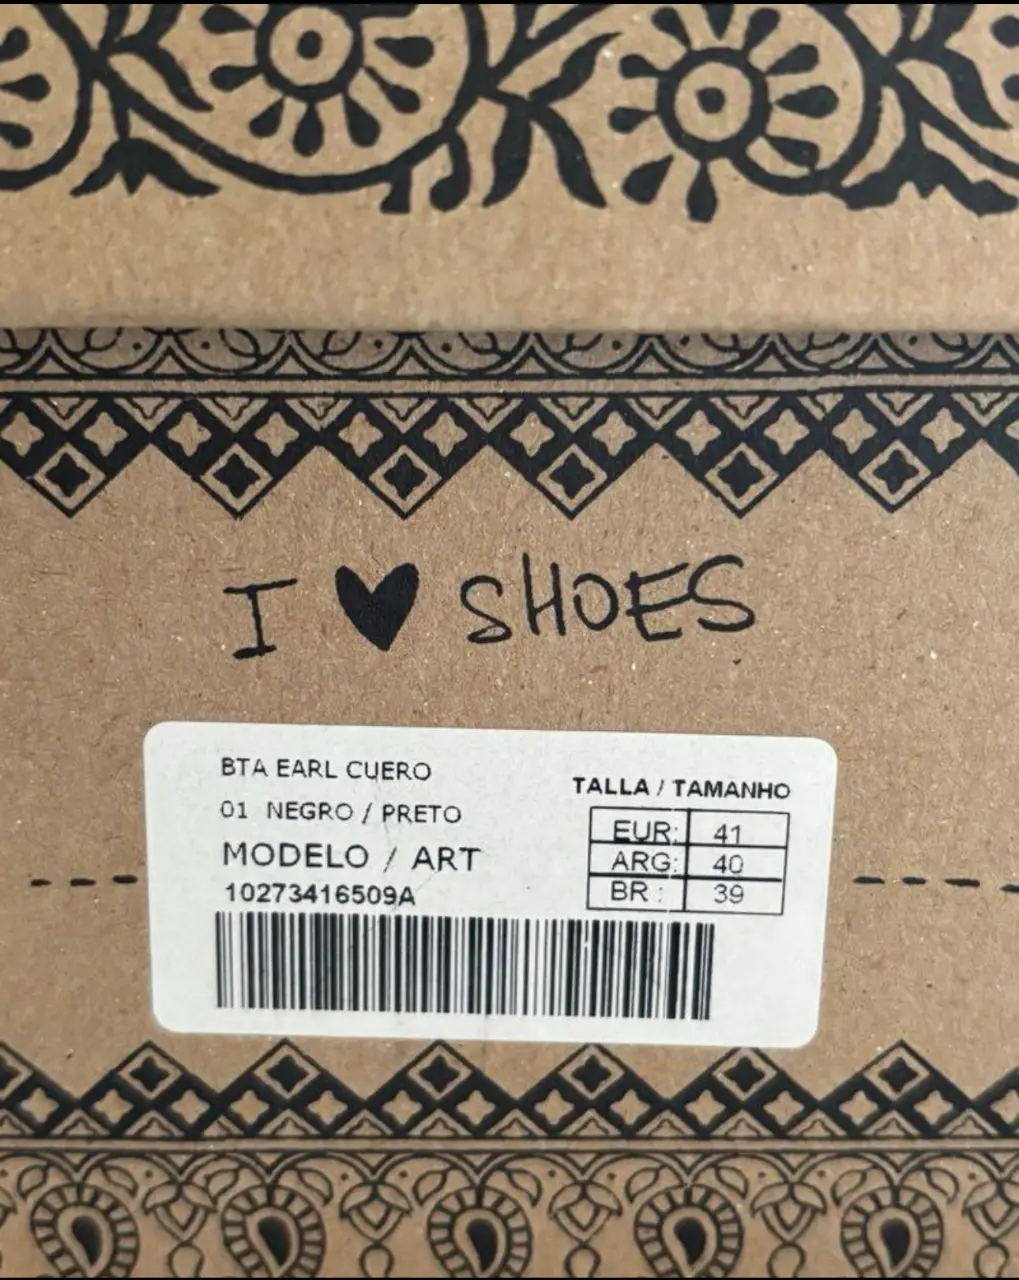 I ♥ SHOES
BTA EARL CUERO
01 NEGRO / PRETO
MODELO / ART
10273416509A
TALLA / TAMANHO
EUR: 41
ARG: 40
BR : 39